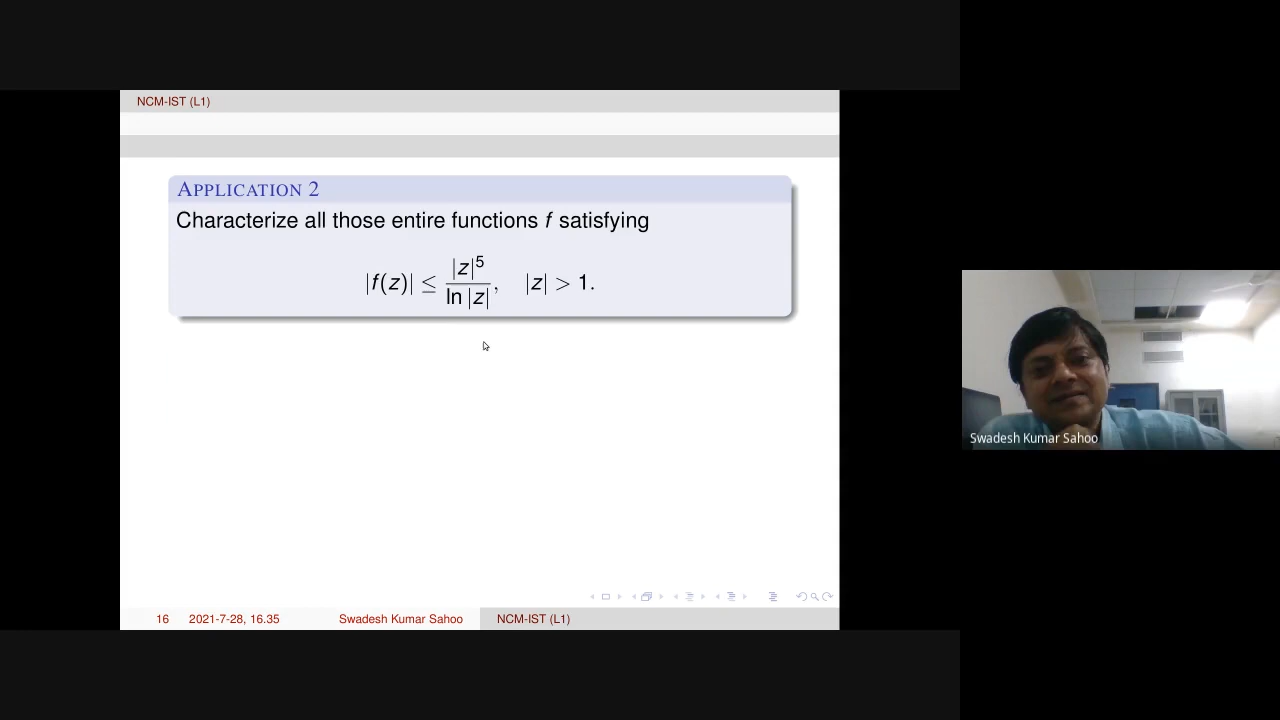 NCM-IST (L1)
APPLICATION 2
Characterize all those entire functions f satisfying
|f(z)| ≤ |z|^5 / ln |z|, |z| > 1.
Swadesh Kumar Sahoo
16 2021-7-28, 16.35 Swadesh Kumar Sahoo NCM-IST (L1)